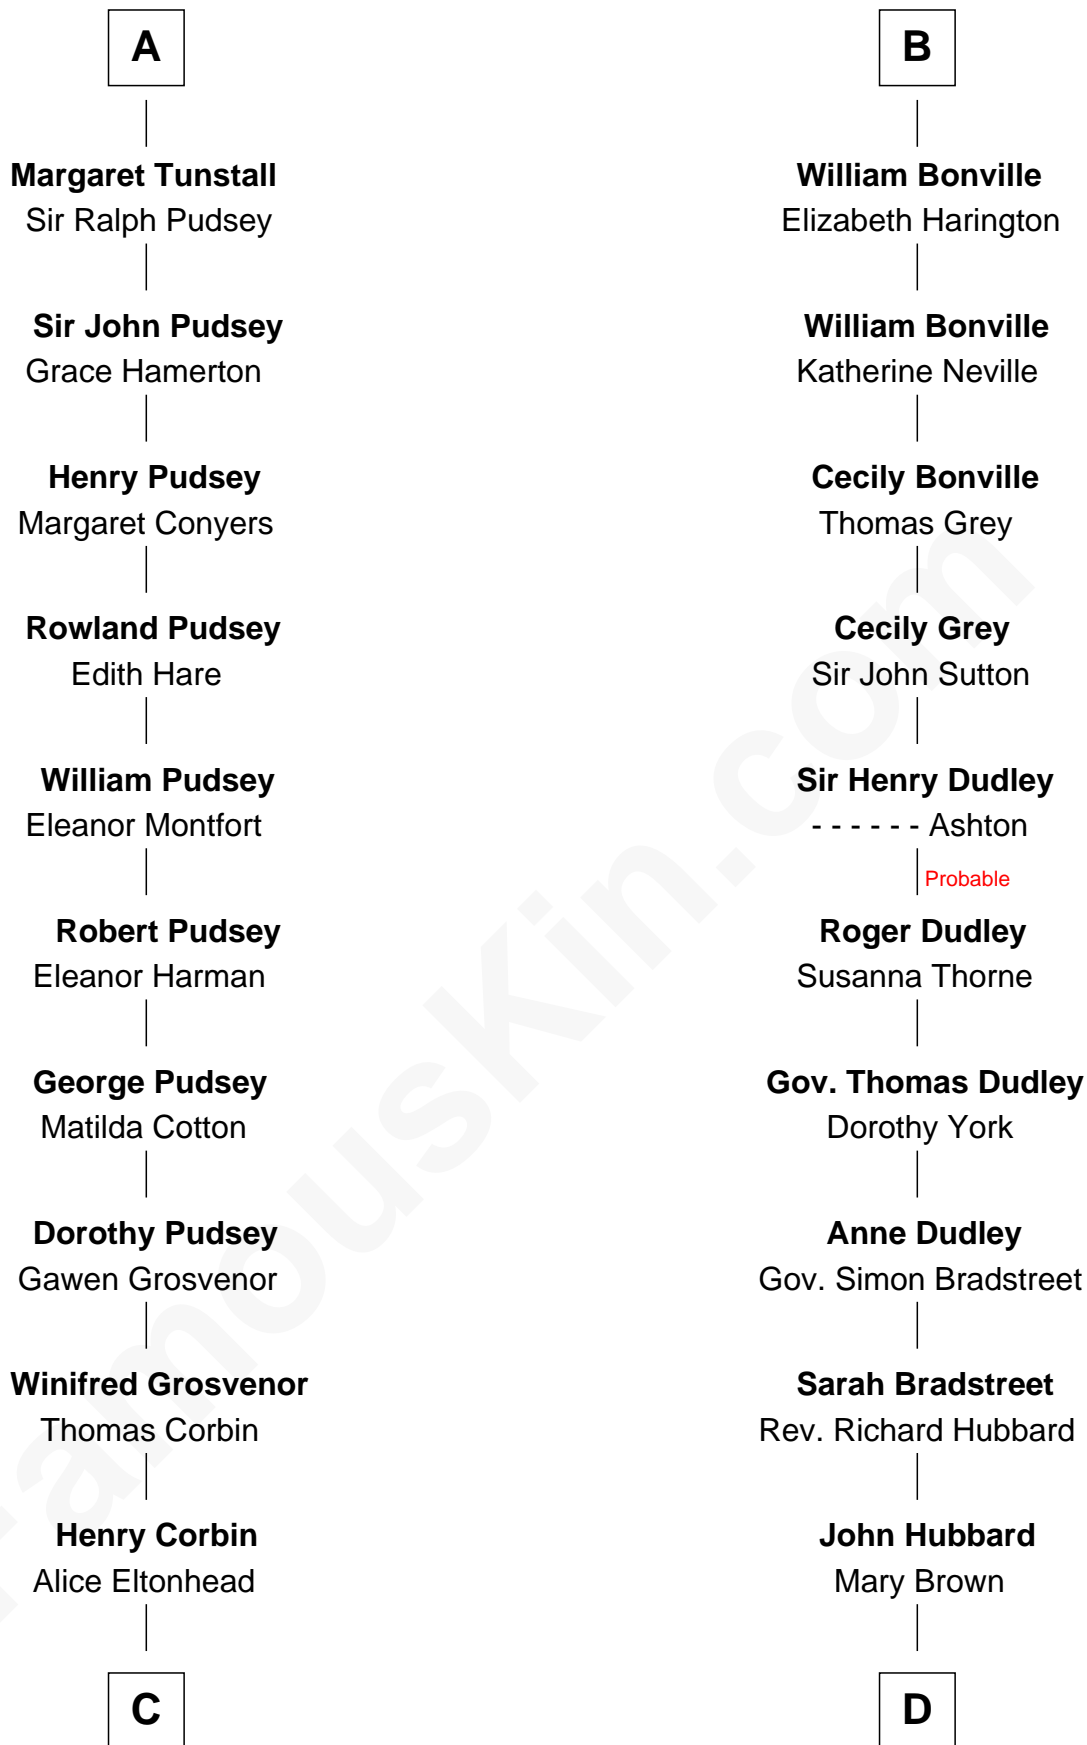 A
Margaret Tunstall
Sir Ralph Pudsey
Sir John Pudsey
Grace Hamerton
Henry Pudsey
Margaret Conyers
Rowland Pudsey
Edith Hare
William Pudsey
Eleanor Montfort
Robert Pudsey
Eleanor Harman
George Pudsey
Matilda Cotton
Dorothy Pudsey
Gawen Grosvenor
Winifred Grosvenor
Thomas Corbin
Henry Corbin
Alice Eltonhead
C
B
William Bonville
Elizabeth Harington
William Bonville
Katherine Neville
Cecily Bonville
Thomas Grey
Cecily Grey
Sir John Sutton
Sir Henry Dudley
- - - - - - Ashton
Probable
Roger Dudley
Susanna Thorne
Gov. Thomas Dudley
Dorothy York
Anne Dudley
Gov. Simon Bradstreet
Sarah Bradstreet
Rev. Richard Hubbard
John Hubbard
Mary Brown
D
FamousKin.com